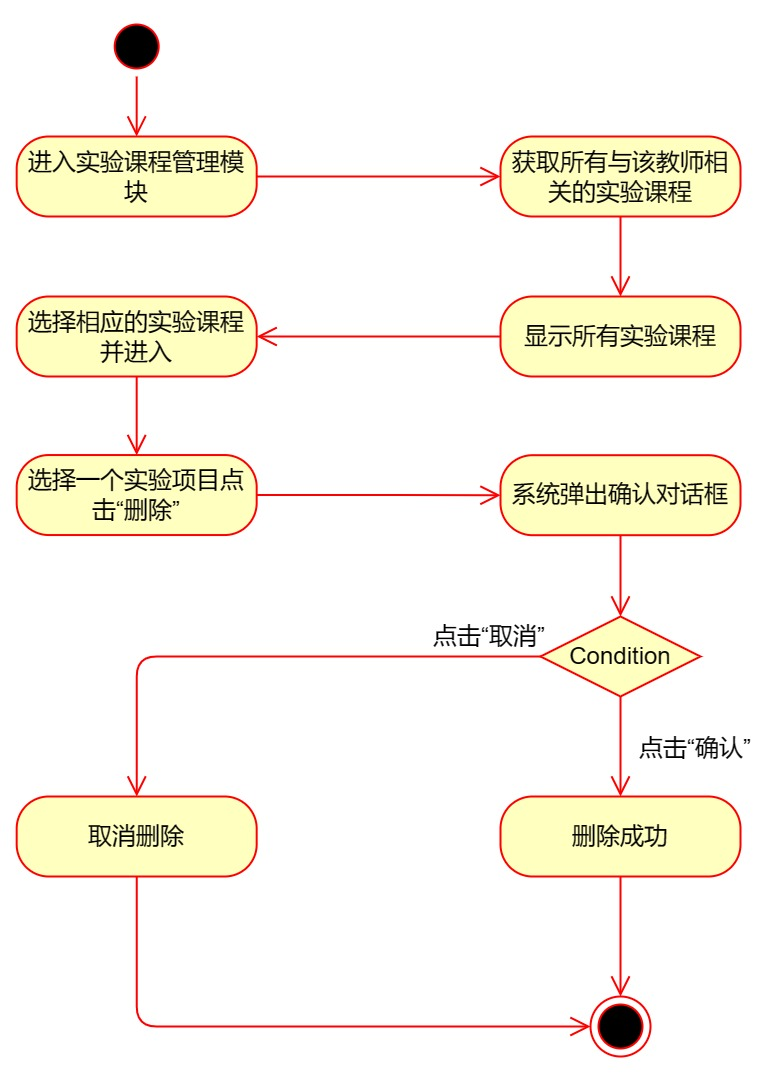 进入实验课程管理模
块
获取所有与该教师相
关的实验课程
选择相应的实验课程
并进入
显示所有实验课程
选择一个实验项目点
击“删除”
系统弹出确认对话框
点击“取消”
Condition
点击“确认”
取消删除
删除成功